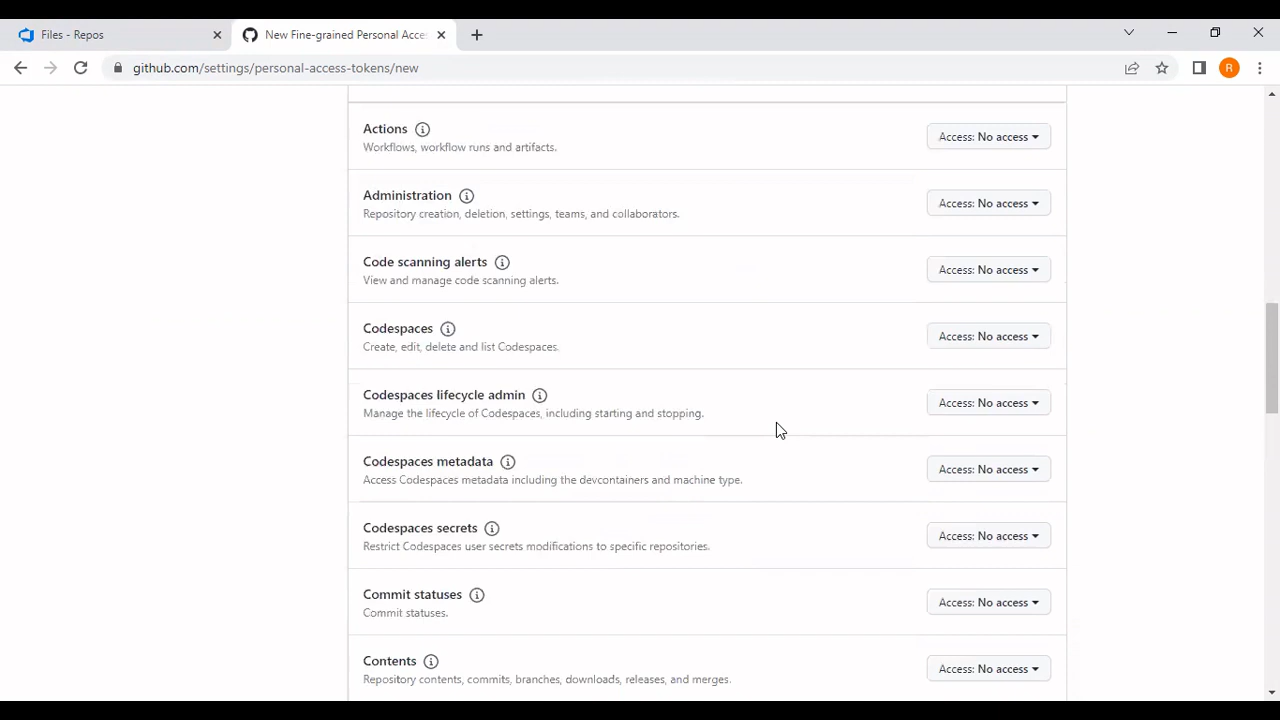 Files - Repos
New Fine-grained Personal Acce
github.com/settings/personal-access-tokens/new
R
Actions
Access: No access
Workflows, workflow runs and artifacts.
Administration
Access: No access
Repository creation, deletion, settings, teams, and collaborators.
Code scanning alerts
Access: No access
View and manage code scanning alerts.
Codespaces
Access: No access
Create, edit, delete and list Codespaces.
Codespaces lifecycle admin
Access: No access
Manage the lifecycle of Codespaces, including starting and stopping.
Codespaces metadata
Access: No access
Access Codespaces metadata including the devcontainers and machine type.
Codespaces secrets
Access: No access
Restrict Codespaces user secrets modifications to specific repositories.
Commit statuses
Access: No access
Commit statuses.
Contents
Access: No access
Repository contents, commits, branches, downloads, releases, and merges.